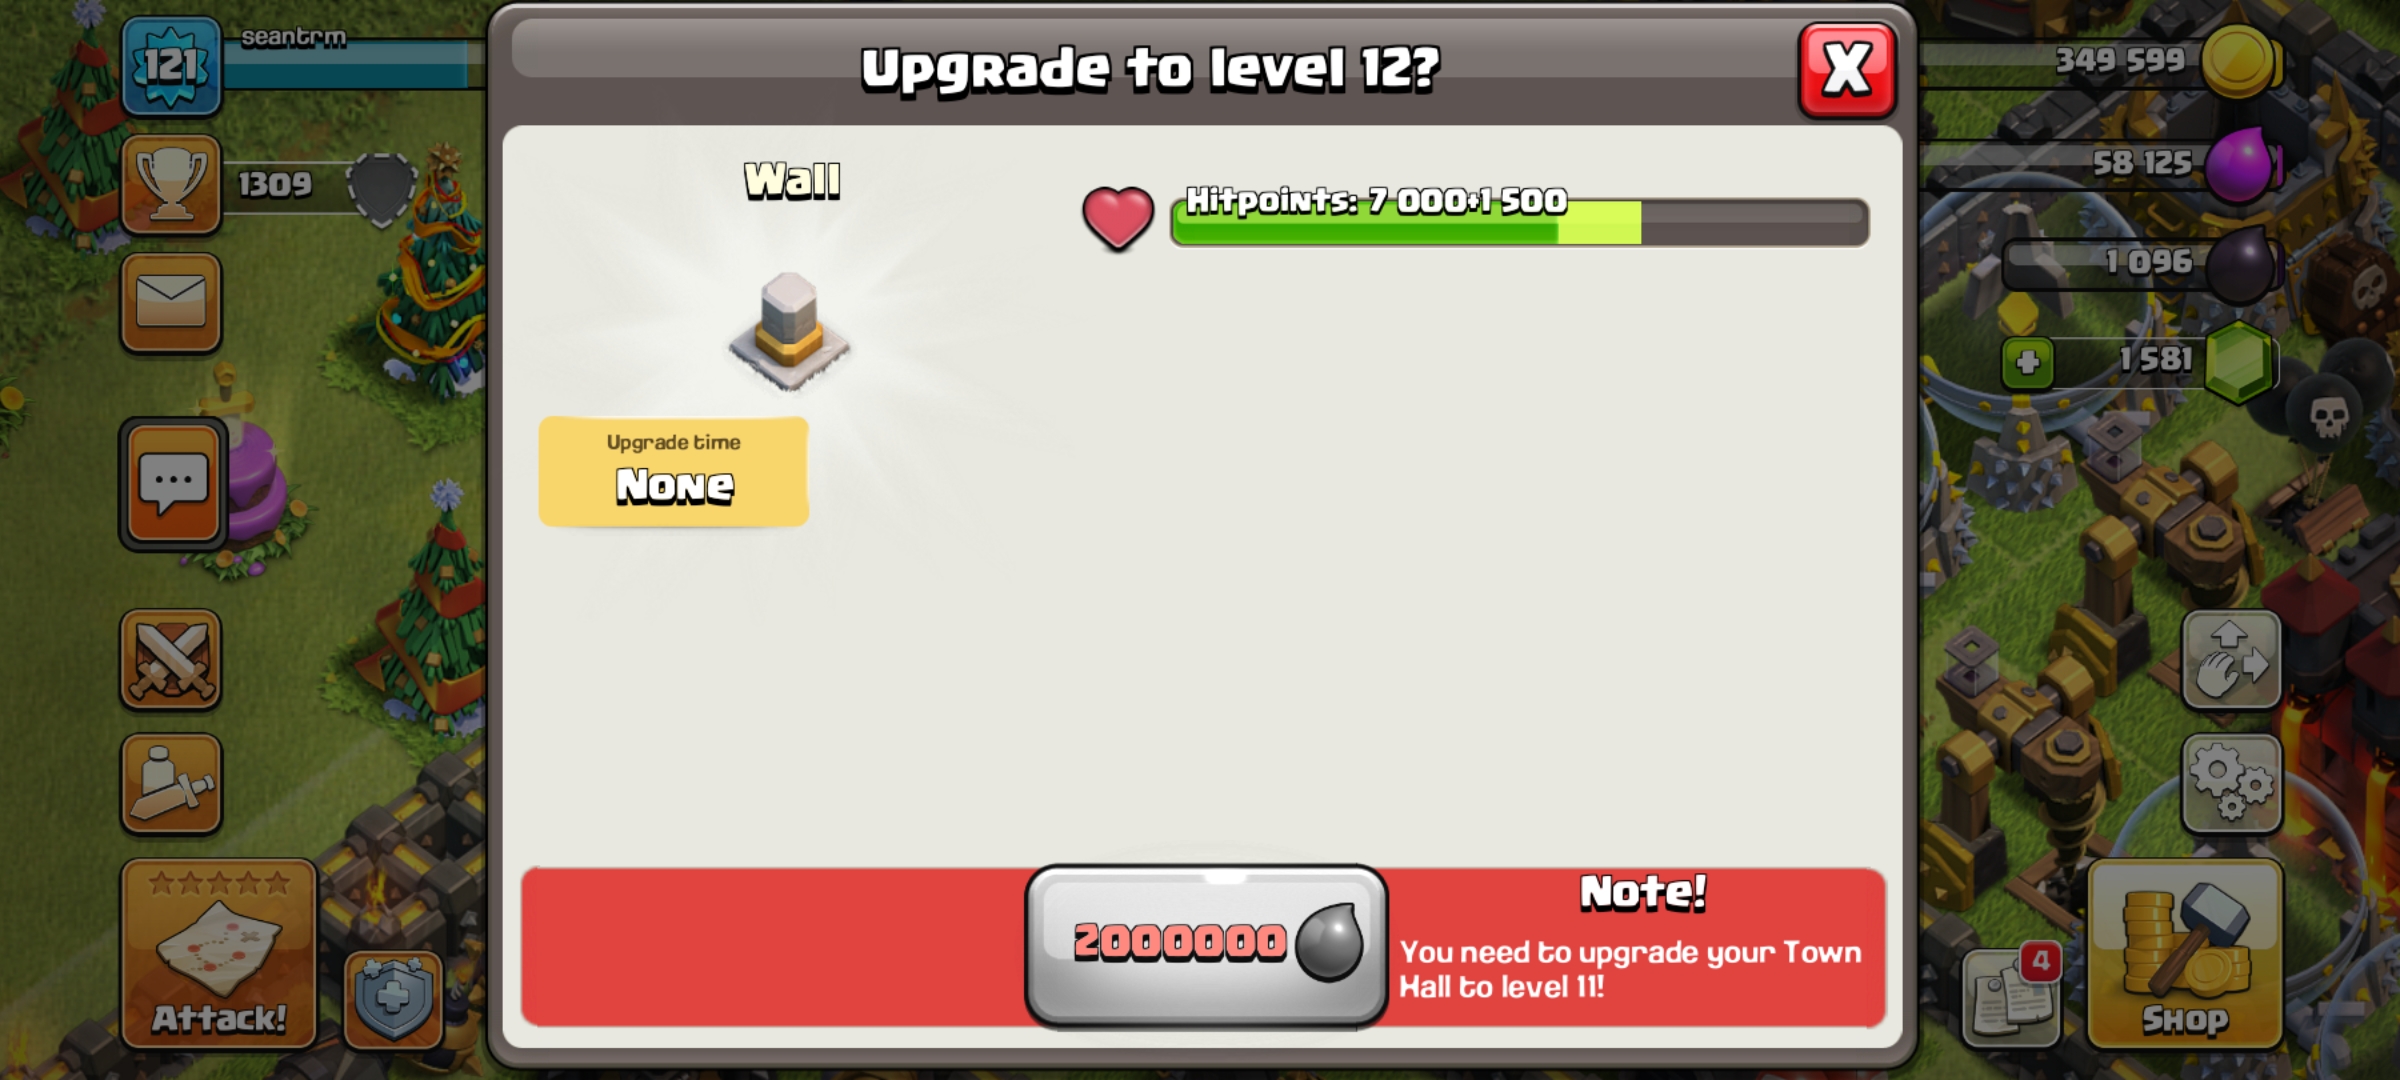 121
seantrm
Upgrade to level 12?
X
349 599
1309
Wall
Hitpoints: 7 000+1 500
58 125
1 096
1 581
Upgrade time
None
Note!
2000000
You need to upgrade your Town
Hall to level 11!
4
Attack!
Shop